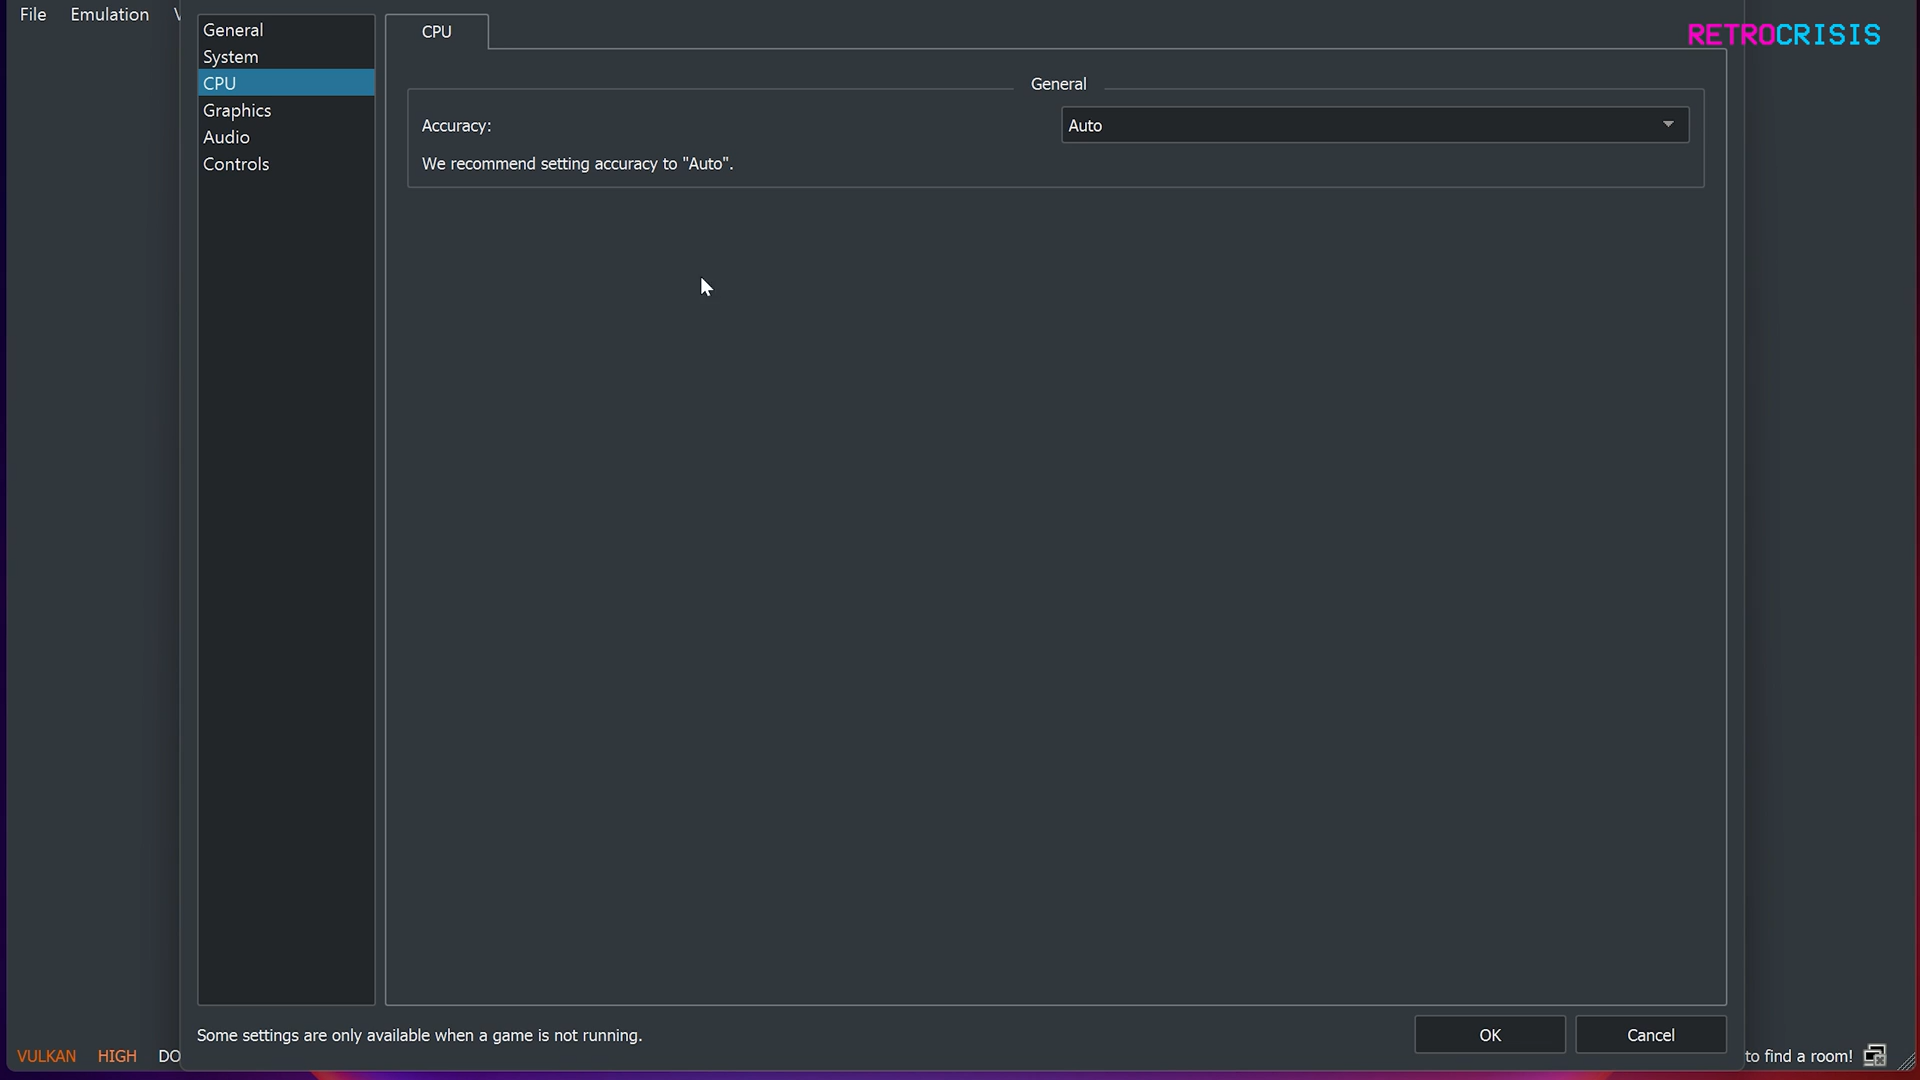 File Emulation
General
System
CPU
Graphics
Audio
Controls
CPU
RETROCRISIS
General
Accuracy:
Auto
We recommend setting accuracy to "Auto".
Some settings are only available when a game is not running.
OK
Cancel
VULKAN HIGH DO
to find a room!